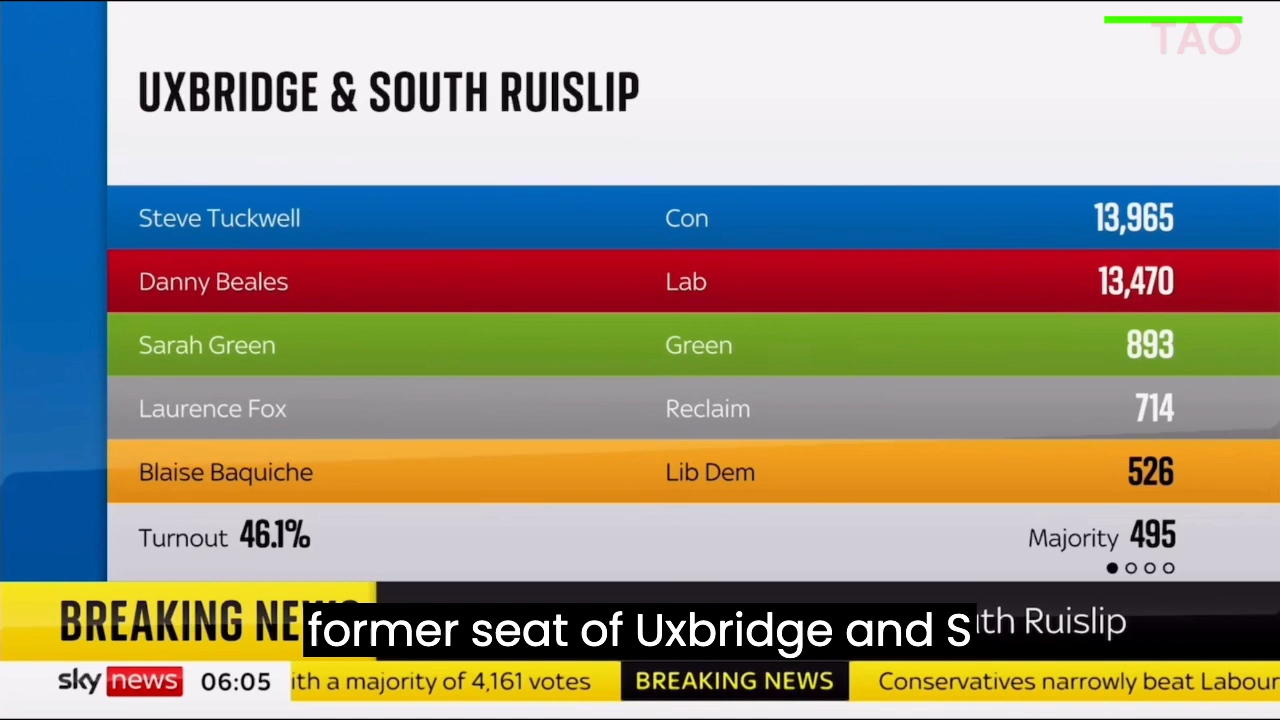 TAO
UXBRIDGE & SOUTH RUISLIP
Steve Tuckwell Con 13,965
Danny Beales Lab 13,470
Sarah Green Green 893
Laurence Fox Reclaim 714
Blaise Baquiche Lib Dem 526
Turnout 46.1% Majority 495
BREAKING NE
former seat of Uxbridge and S
th Ruislip
sky news 06:05 ith a majority of 4,161 votes BREAKING NEWS Conservatives narrowly beat Labour